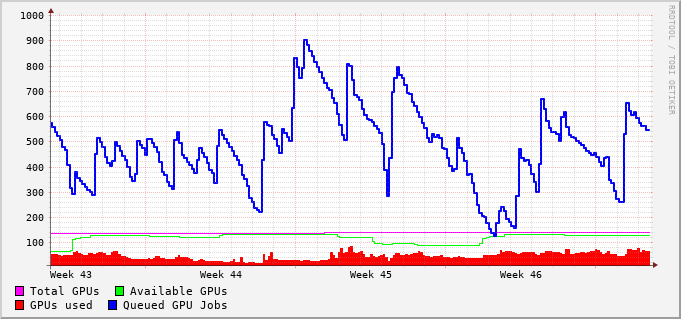 1000
900
800
700
600
500
400
300
200
100
Week 43 Week 44 Week 45 Week 46
Total GPUs Available GPUs
GPUs used Queued GPU Jobs
RRDTOOL / TOBI OETIKER